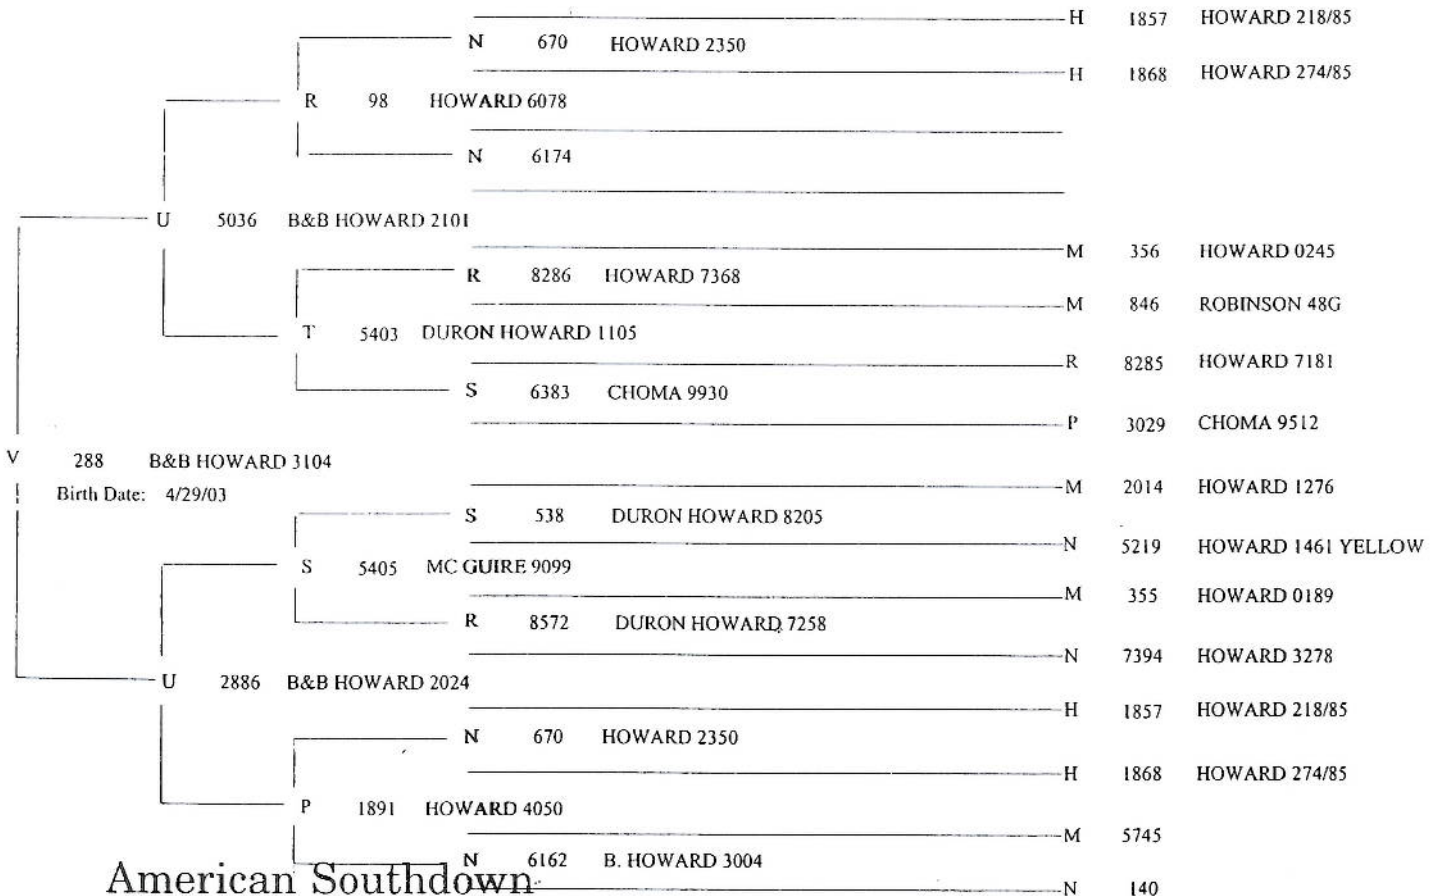 H 1857 HOWARD 218/85
N 670 HOWARD 2350
H 1868 HOWARD 274/85
R 98 HOWARD 6078
N 6174
U 5036 B&B HOWARD 2101
M 356 HOWARD 0245
R 8286 HOWARD 7368
M 846 ROBINSON 48G
T 5403 DURON HOWARD 1105
R 8285 HOWARD 7181
S 6383 CHOMA 9930
P 3029 CHOMA 9512
V 288 B&B HOWARD 3104
Birth Date: 4/29/03
M 2014 HOWARD 1276
S 538 DURON HOWARD 8205
N 5219 HOWARD 1461 YELLOW
S 5405 MC GUIRE 9099
M 355 HOWARD 0189
R 8572 DURON HOWARD 7258
N 7394 HOWARD 3278
U 2886 B&B HOWARD 2024
H 1857 HOWARD 218/85
N 670 HOWARD 2350
H 1868 HOWARD 274/85
P 1891 HOWARD 4050
M 5745
N 6162 B. HOWARD 3004
American Southdown
N 140